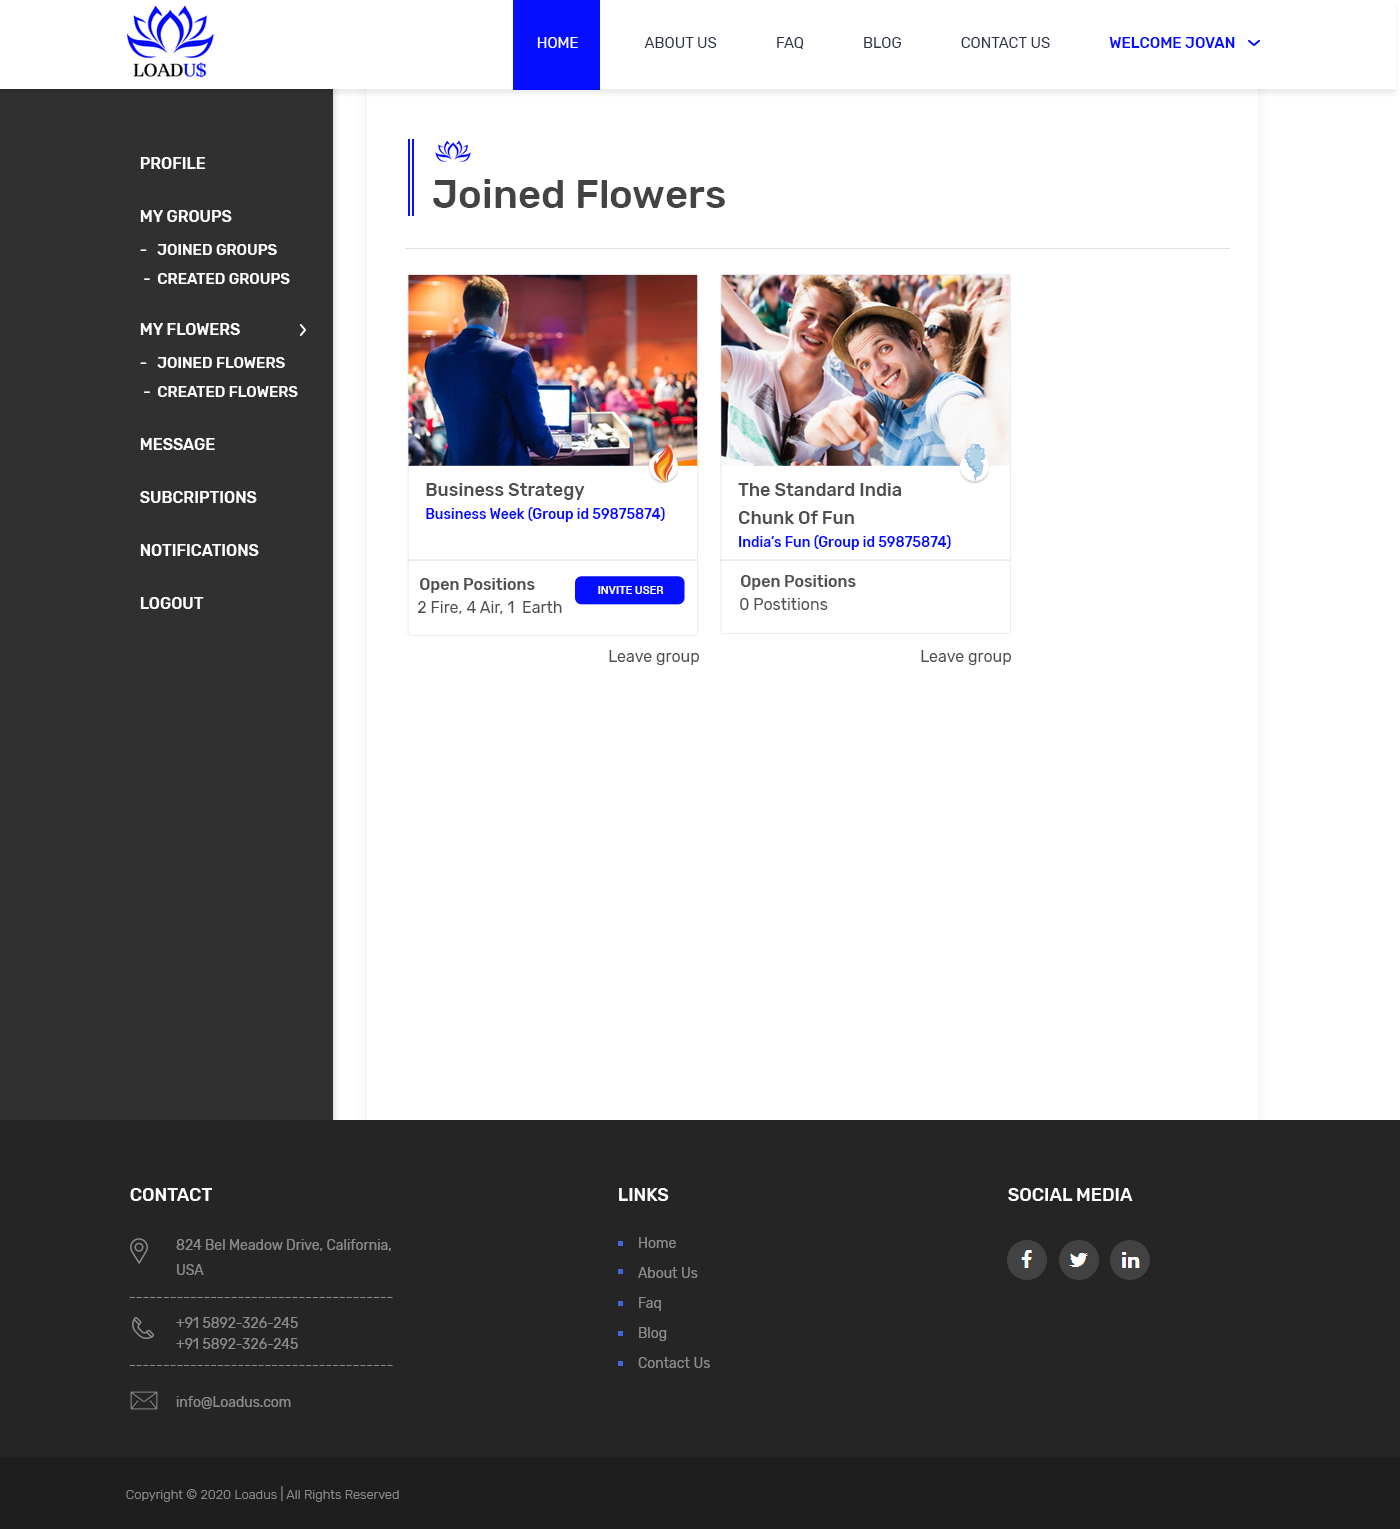 LOADU$
HOME
ABOUT US
FAQ
BLOG
CONTACT US
WELCOME JOVAN
PROFILE
MY GROUPS
- JOINED GROUPS
- CREATED GROUPS
MY FLOWERS
- JOINED FLOWERS
- CREATED FLOWERS
MESSAGE
SUBCRIPTIONS
NOTIFICATIONS
LOGOUT
Joined Flowers
Business Strategy
Business Week (Group id 59875874)
Open Positions
2 Fire, 4 Air, 1 Earth
INVITE USER
Leave group
The Standard India
Chunk Of Fun
India’s Fun (Group id 59875874)
Open Positions
0 Postitions
Leave group
CONTACT
824 Bel Meadow Drive, California,
USA
+91 5892-326-245
+91 5892-326-245
info@Loadus.com
LINKS
Home
About Us
Faq
Blog
Contact Us
SOCIAL MEDIA
f
in
Copyright © 2020 Loadus | All Rights Reserved